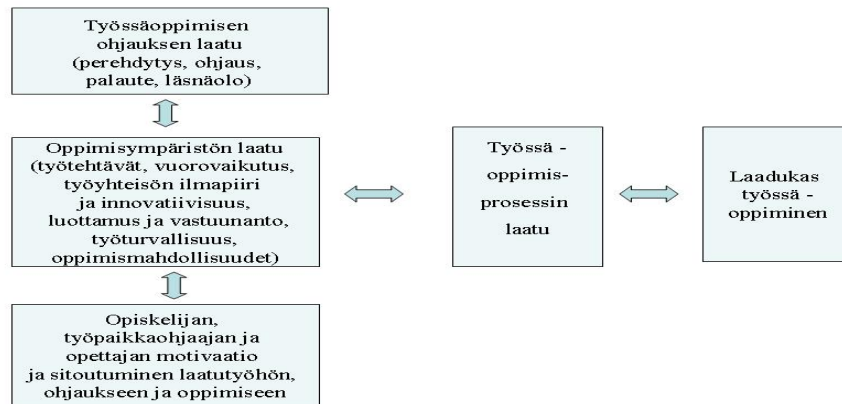 Työssäoppimisen
ohjauksen laatu
(perehdytys, ohjaus,
palaute, läsnäolo)
Oppimisympäristön laatu
(työtehtävät, vuorovaikutus,
työyhteisön ilmapiiri
ja innovatiivisuus,
luottamus ja vastuunanto,
työturvallisuus,
oppimismahdollisuudet)
Opiskelijan,
työpaikkaohjaajan ja
opettajan motivaatio
ja sitoutuminen laatutyöhön,
ohjaukseen ja oppimiseen
Työssä -
oppimis-
prosessin
laatu
Laadukas
työssä -
oppiminen